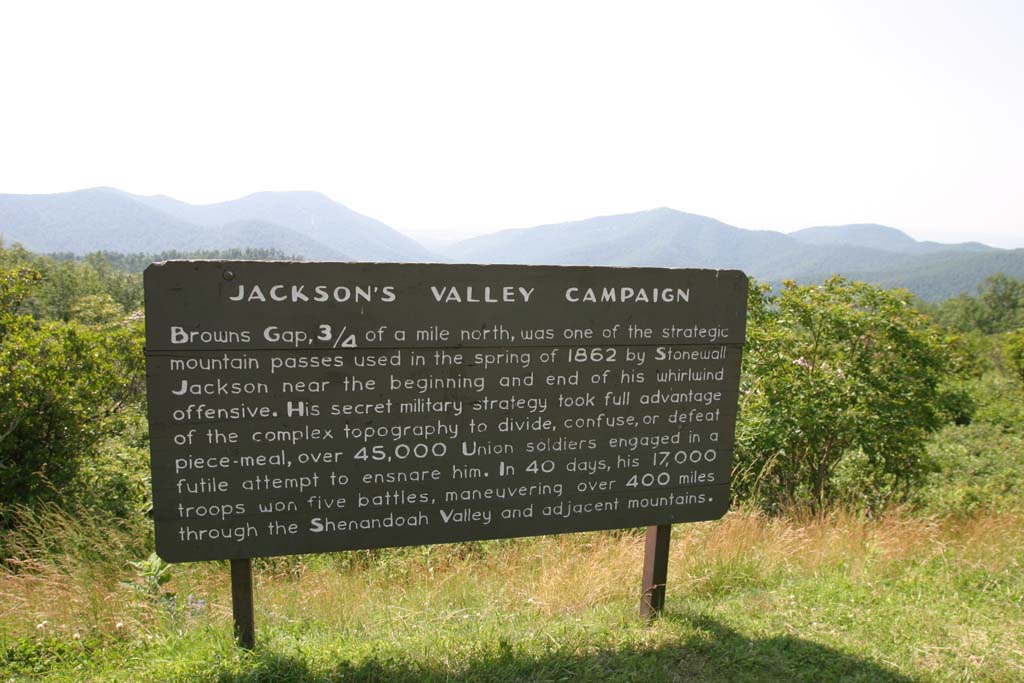 JACKSON'S VALLEY CAMPAIGN
Browns Gap, 3/4 of a mile north, was one of the strategic
mountain passes used in the spring of 1862 by Stonewall
Jackson near the beginning and end of his whirlwind
offensive. His secret military strategy took full advantage
of the complex topography to divide, confuse, or defeat
piece-meal, over 45,000 Union soldiers engaged in a
futile attempt to ensnare him. In 40 days, his 17,000
troops won five battles, maneuvering over 400 miles
through the Shenandoah Valley and adjacent mountains.